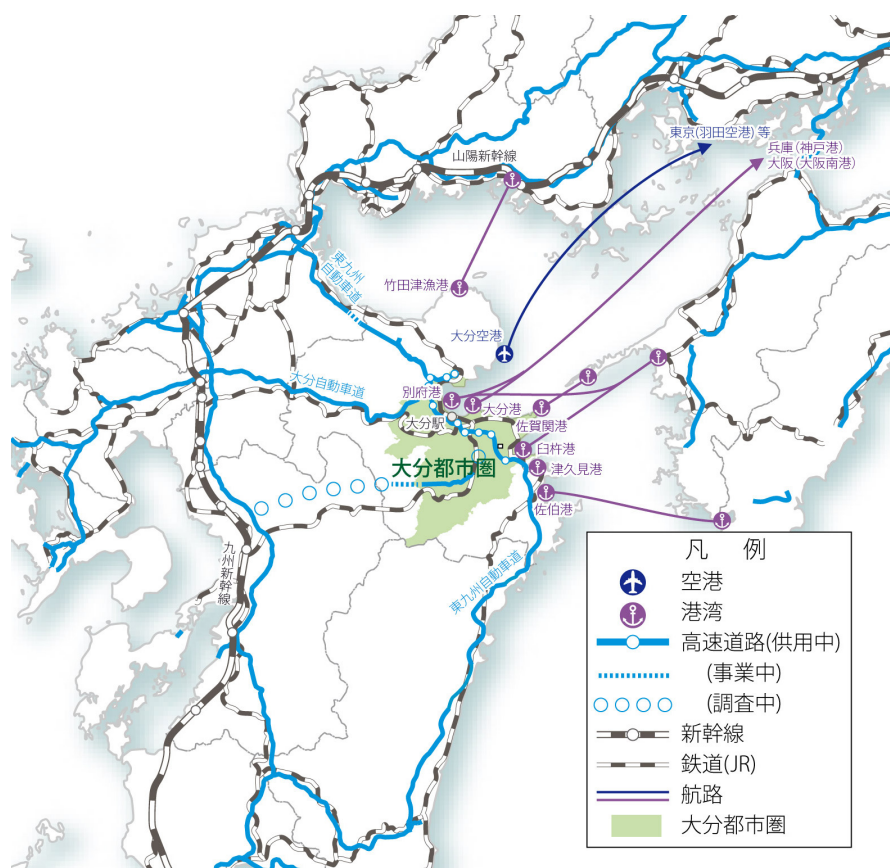 東京(羽田空港)等
兵庫(神戸港)
大阪(大阪南港)
山陽新幹線
東九州
自動車道
竹田津漁港
大分空港
大分自動車道
別府港
大分港
大分駅
佐賀関港
臼杵港
大分都市圏
津久見港
佐伯港
九州新幹線
東九州自動車道
凡 例
空港
港湾
高速道路(供用中)
(事業中)
(調査中)
新幹線
鉄道(JR)
航路
大分都市圏